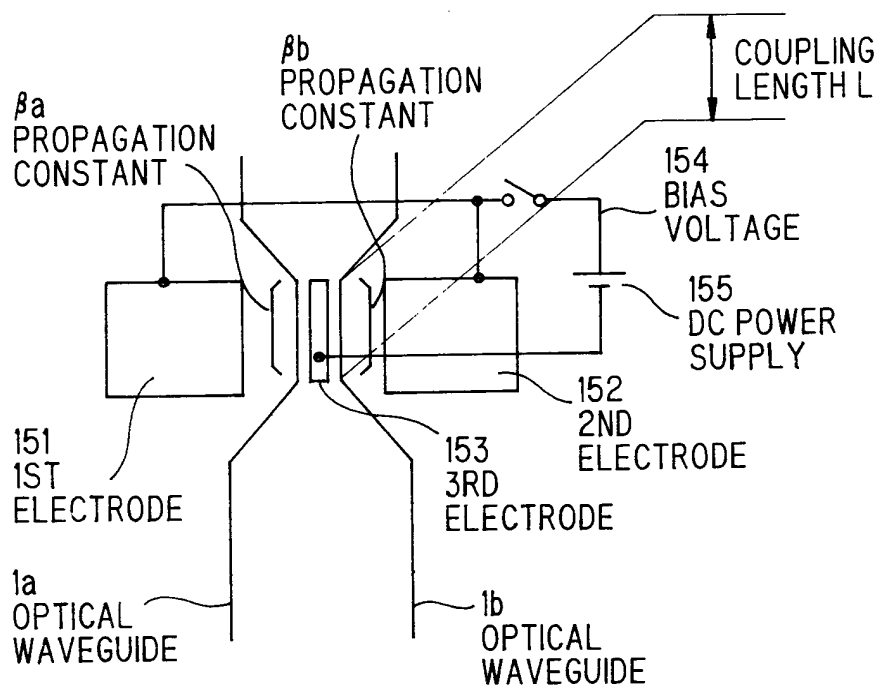 βa
PROPAGATION
CONSTANT
βb
PROPAGATION
CONSTANT
COUPLING
LENGTH L
154
BIAS
VOLTAGE
155
DC POWER
SUPPLY
151
1ST
ELECTRODE
153
3RD
ELECTRODE
152
2ND
ELECTRODE
1a
OPTICAL
WAVEGUIDE
1b
OPTICAL
WAVEGUIDE